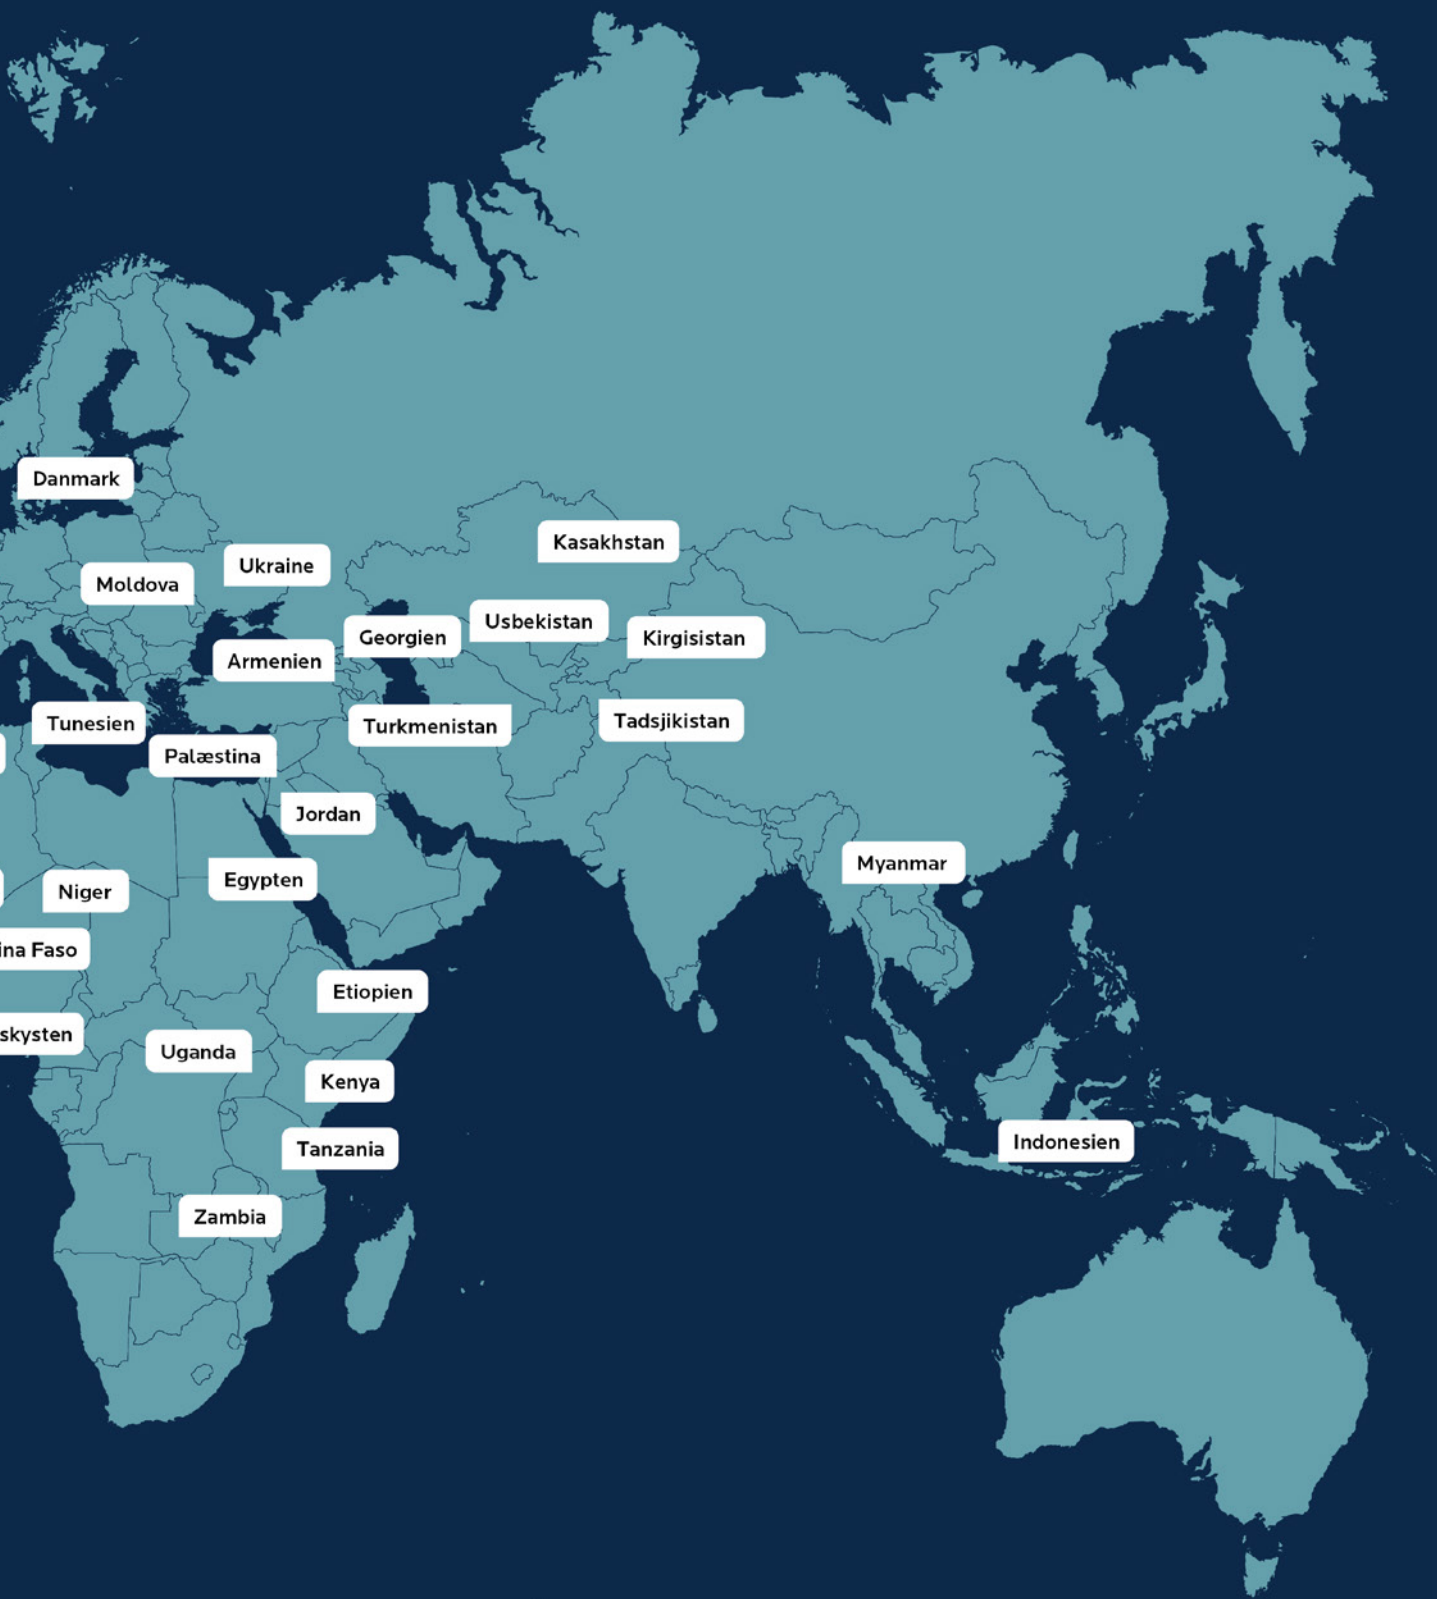 Danmark
Kasakhstan
Ukraine
Moldova
Usbekistan
Georgien
Kirgisistan
Armenien
Tadsjikistan
Tunesien
Turkmenistan
Palæstina
Jordan
Myanmar
Egypten
Niger
ina Faso
Etiopien
skysten
Uganda
Kenya
Indonesien
Tanzania
Zambia